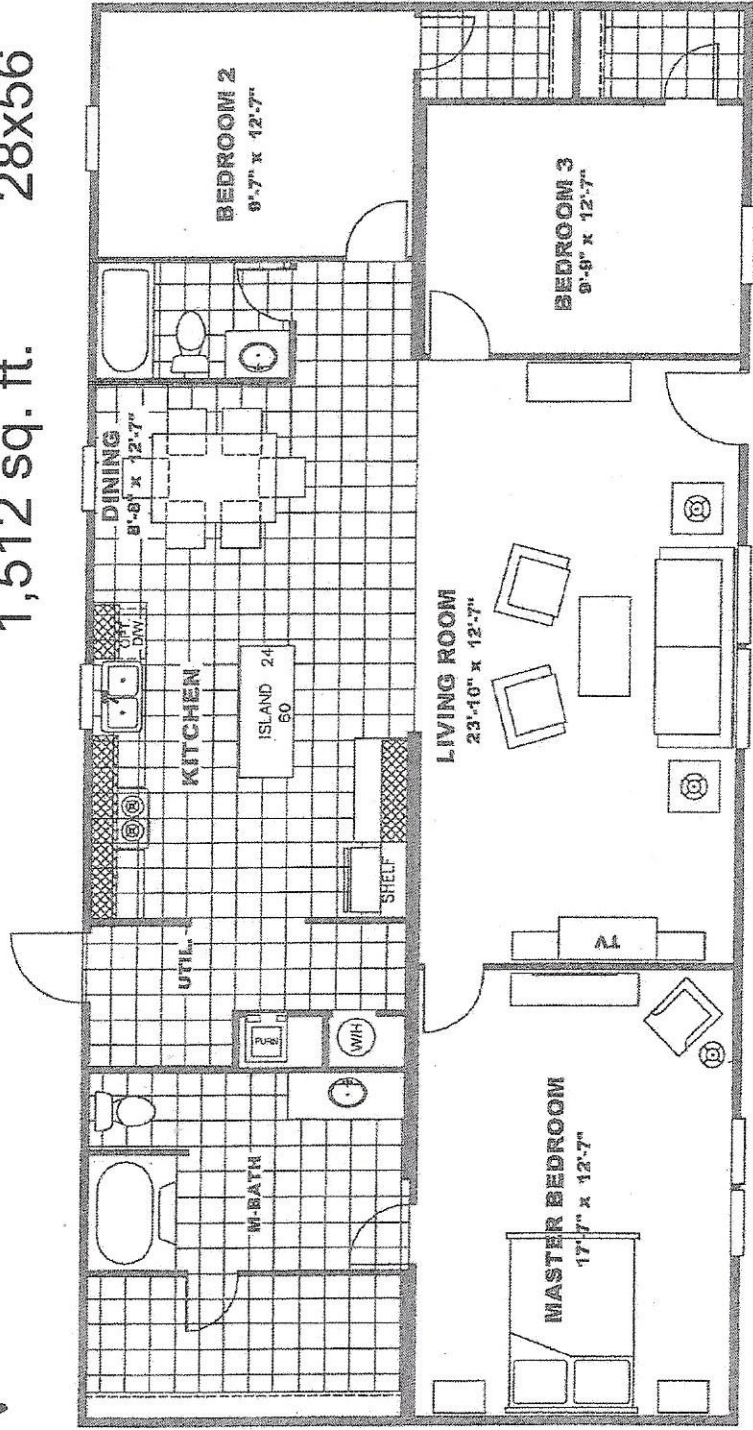 1,512 sq. ft.
28x56
BEDROOM 2
9'-7" x 12'-7"
BEDROOM 3
9'-9" x 12'-7"
DINING
8'-8" x 12'-7"
OPT.
D/W
KITCHEN
ISLAND 24
60
SHELF
LIVING ROOM
23'-10" x 12'-7"
TV
UTIL.
FURN
W/H
M-BATH
MASTER BEDROOM
17'-7" x 12'-7"